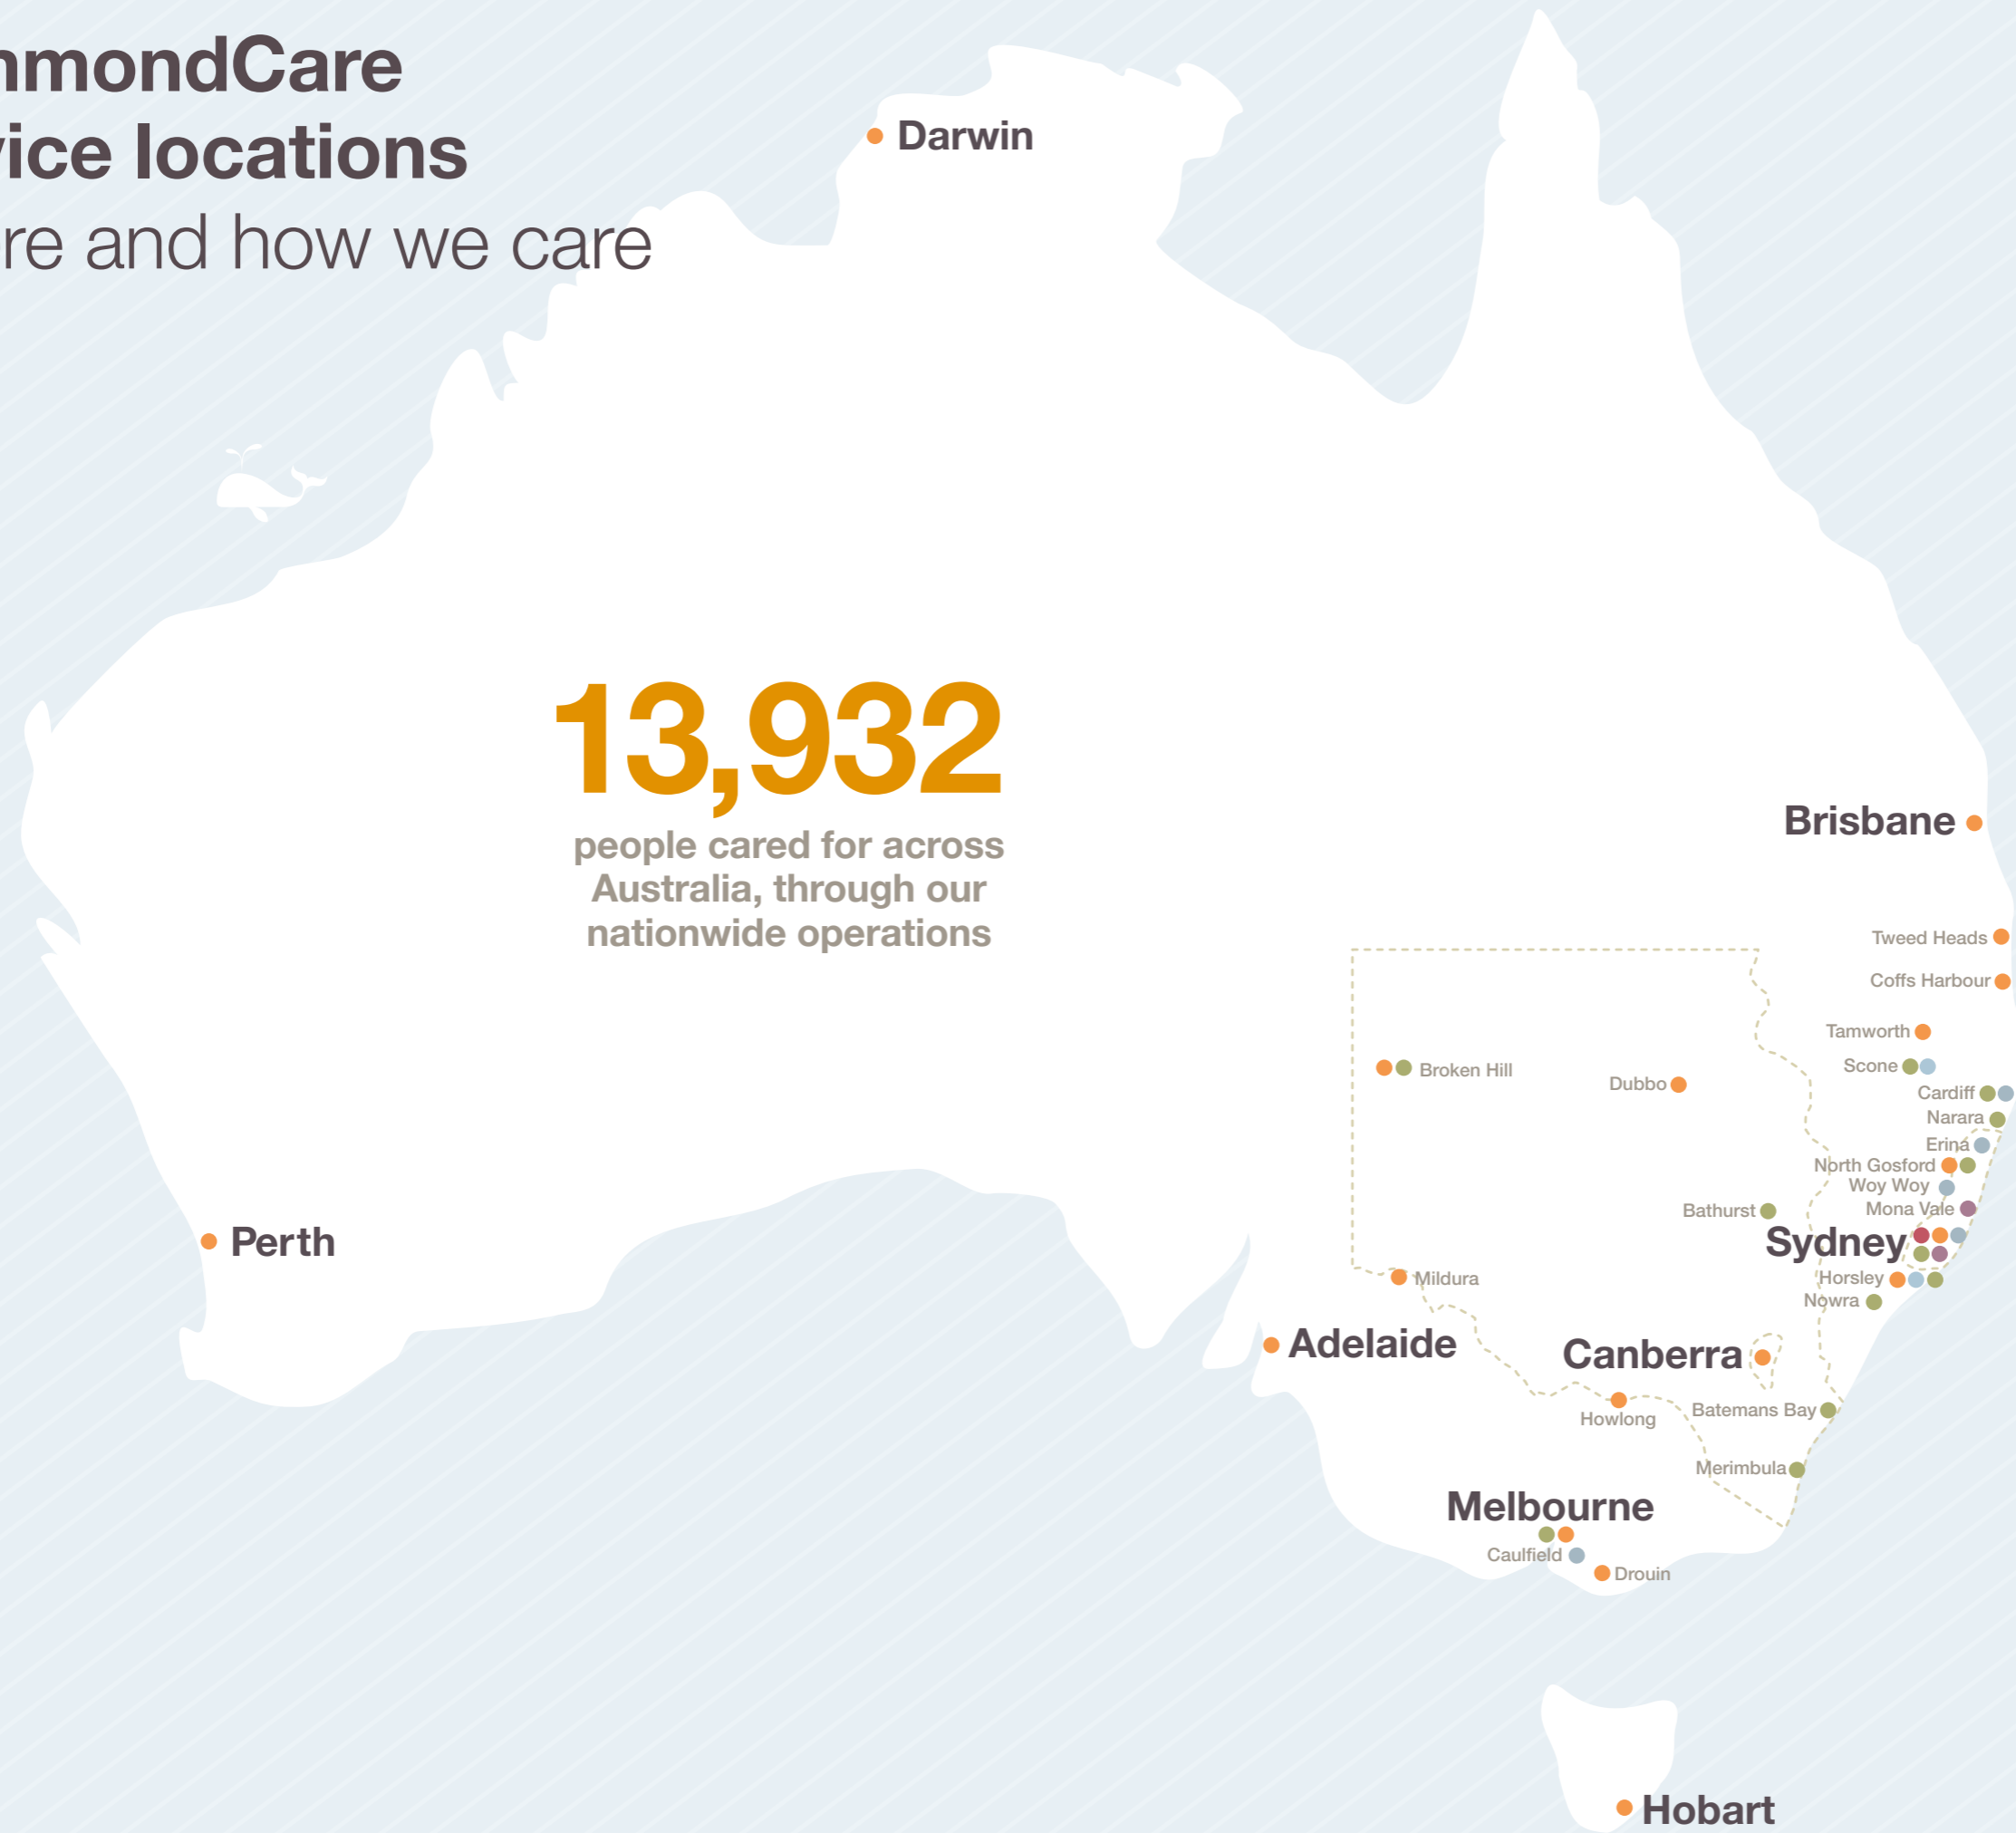 nmondCare
vice locations
re and how we care
Darwin
13,932
people cared for across
Australia, through our
nationwide operations
Brisbane
Tweed Heads
Coffs Harbour
Tamworth
Scone
Broken Hill
Dubbo
Cardiff
Narara
Erina
North Gosford
Woy Woy
Mona Vale
Bathurst
Sydney
Perth
Mildura
Horsley
Nowra
Adelaide
Canberra
Howlong
Batemans Bay
Merimbula
Melbourne
Caulfield
Drouin
Hobart